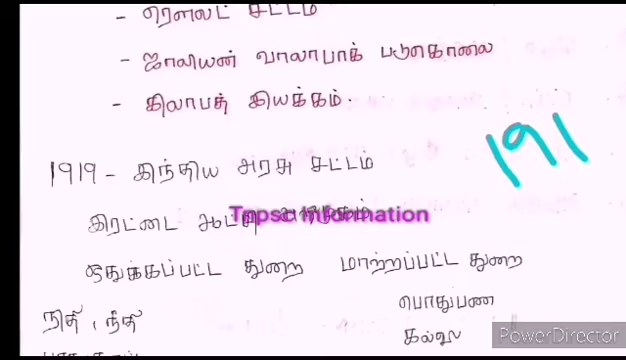 - ரௌலட் சட்டம்
- ஜாலியன் வாலாபாக் படுகொலை
- கிலாபத் இயக்கம்.
1919 - இந்திய அரசு சட்டம்
191
இரட்டை ஆட்சி
Tnpsc Information
ஒதுக்கப்பட்ட துறை மாற்றப்பட்ட துறை
பொதுபண
நிதி, நீதி
கல்வி
PowerDirector